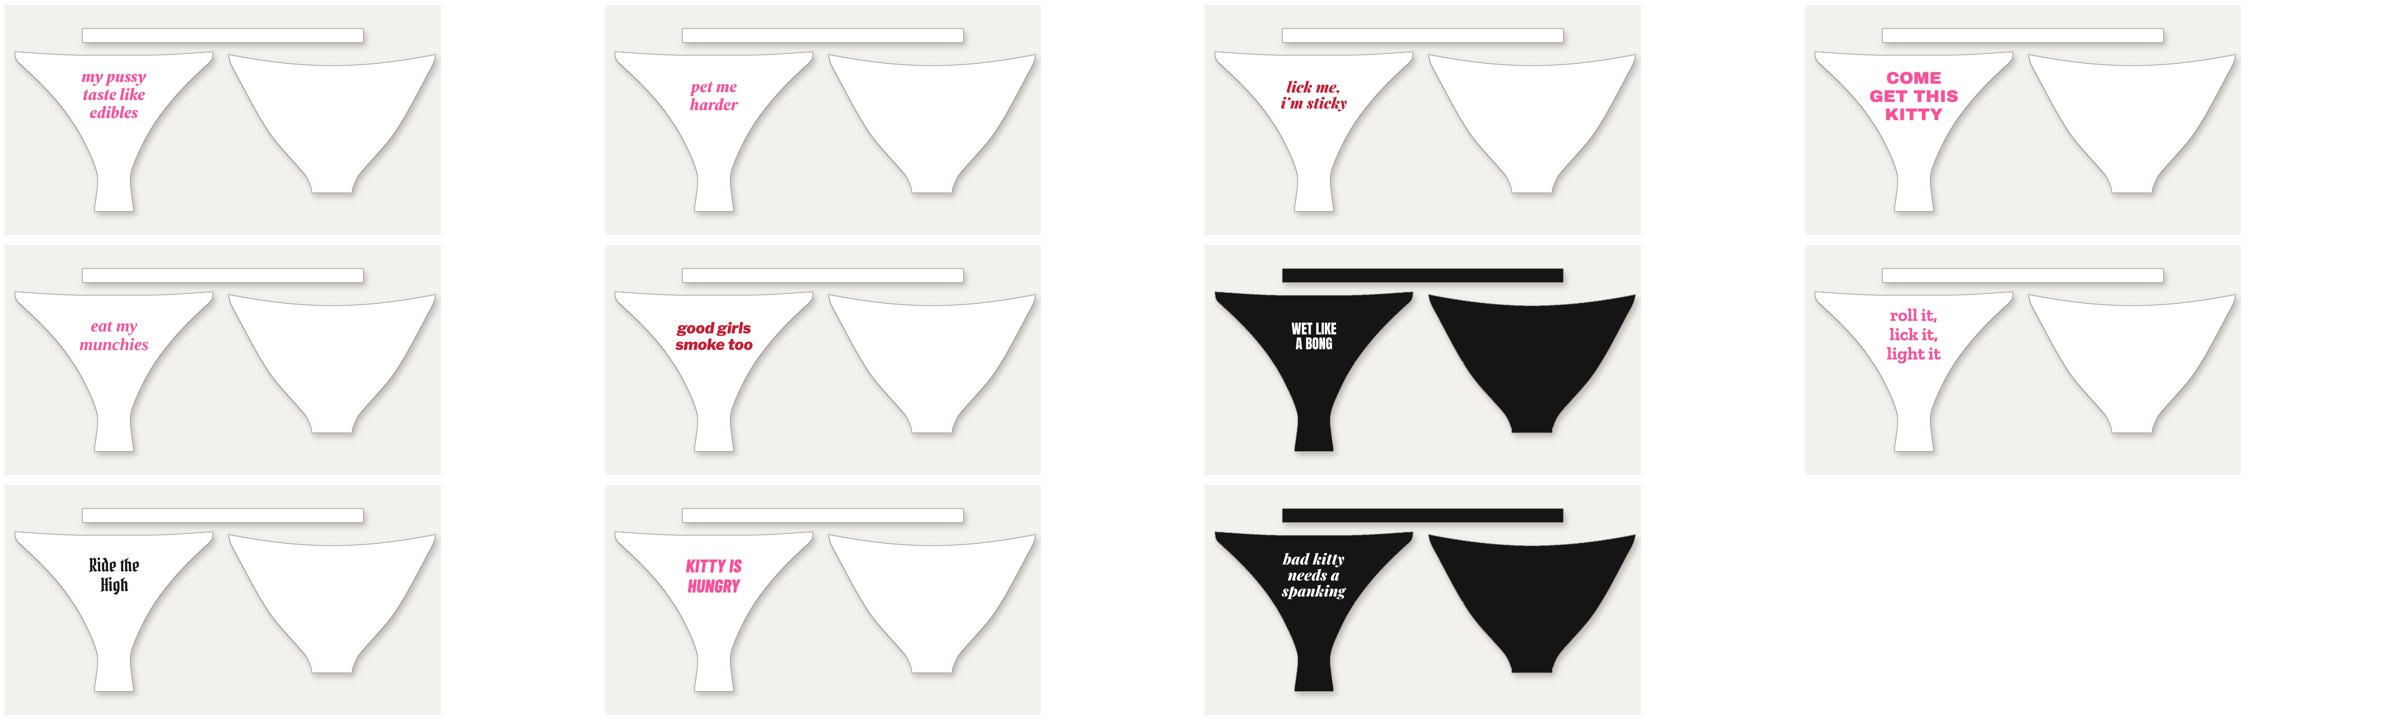 my pussy
taste like
edibles
pet me
harder
lick me,
i'm sticky
COME
GET THIS
KITTY
eat my
munchies
good girls
smoke too
WET LIKE
A BONG
roll it,
lick it,
light it
Ride the
High
KITTY IS
HUNGRY
bad kitty
needs a
spanking